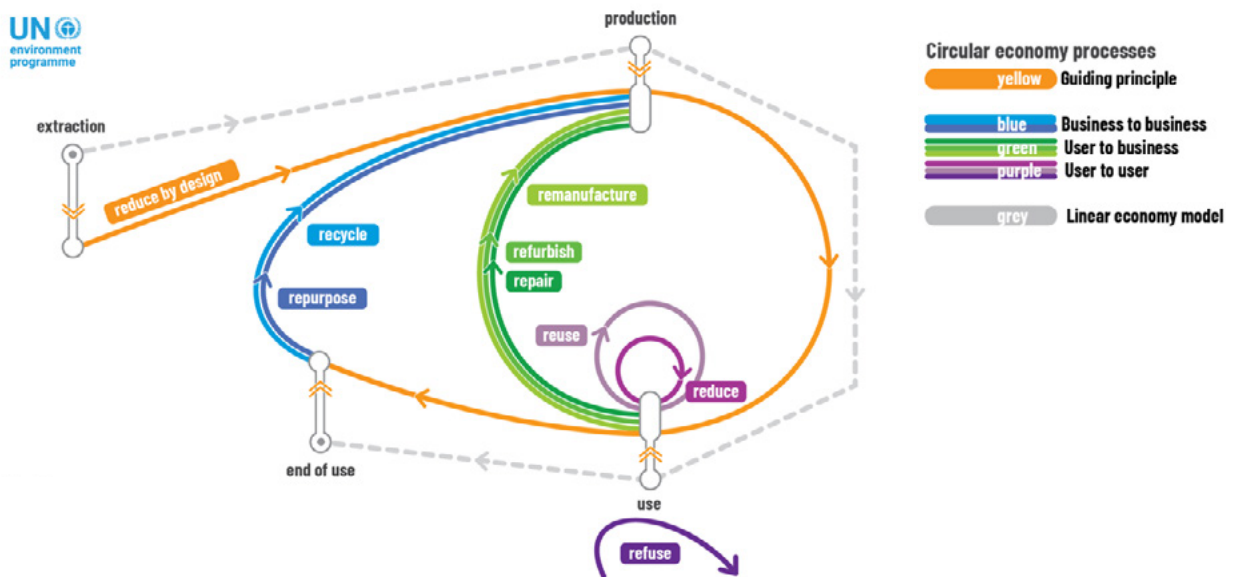 UN
environment
programme
production
extraction
reduce by design
recycle
repurpose
remanufacture
refurbish
repair
reuse
reduce
end of use
use
refuse
Circular economy processes
yellow Guiding principle
blue Business to business
green User to business
purple User to user
grey Linear economy model